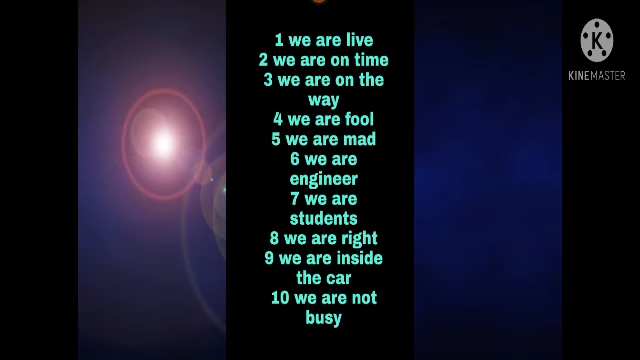 1 we are live
2 we are on time
3 we are on the
way
4 we are fool
5 we are mad
6 we are
engineer
7 we are
students
8 we are right
9 we are inside
the car
10 we are not
busy
K
KINEMASTER